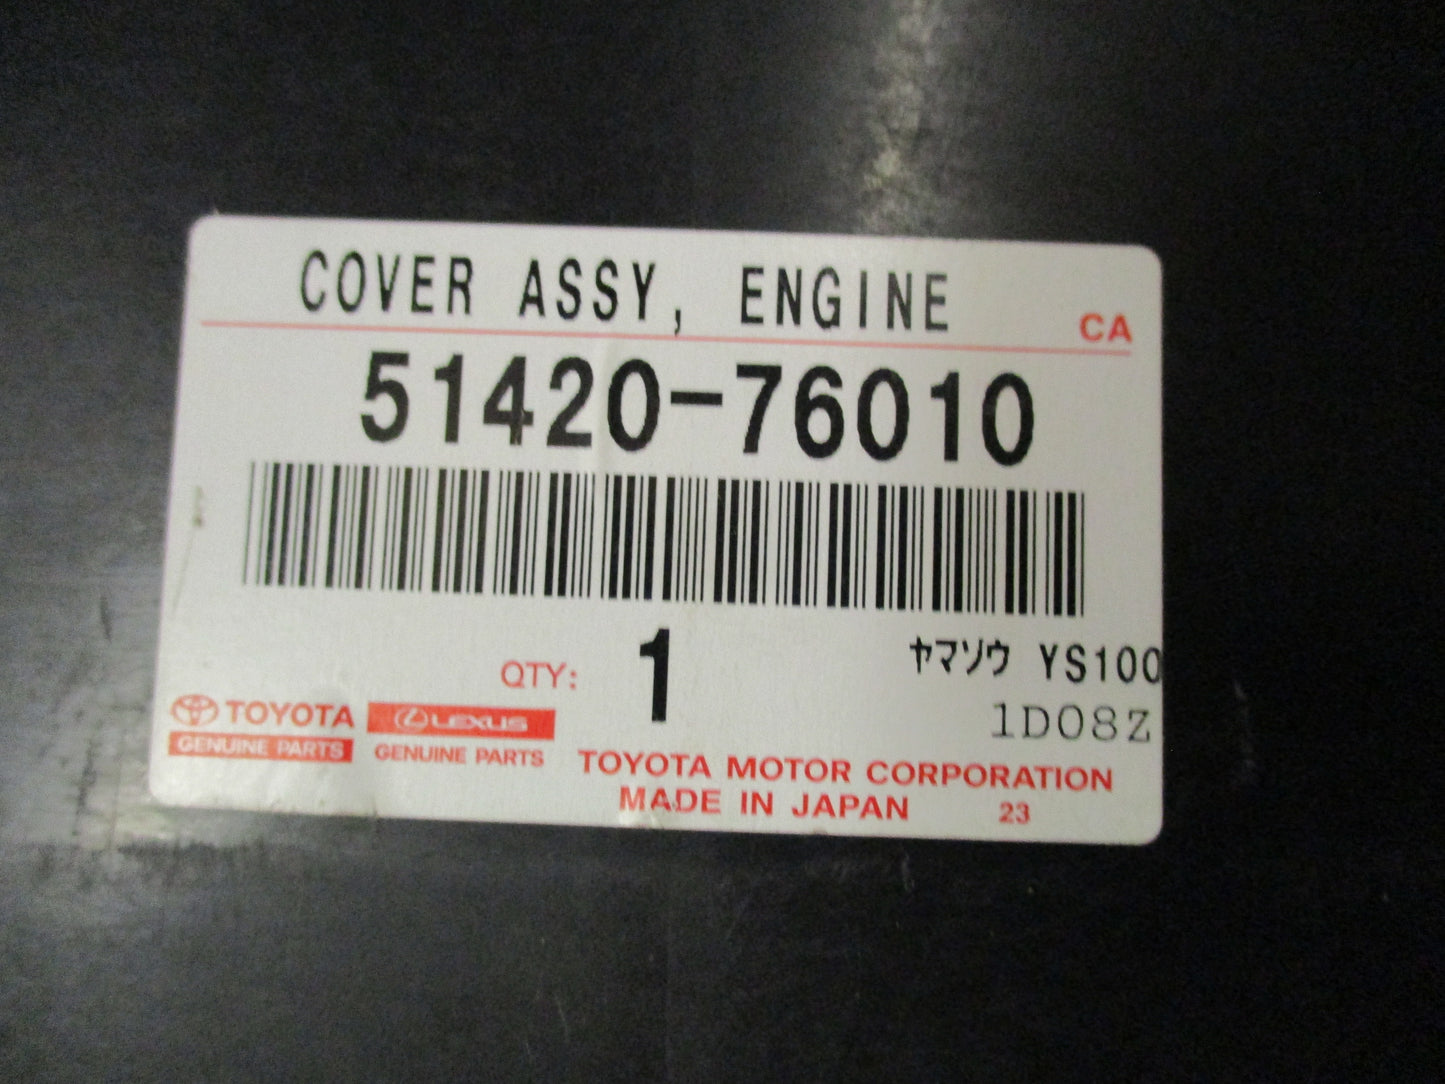 COVER ASSY, ENGINE
CA
51420-76010
QTY: 1
ヤマゾウ YS100
1D08Z
TOYOTA
GENUINE PARTS
LEXUS
GENUINE PARTS
TOYOTA MOTOR CORPORATION
MADE IN JAPAN 23